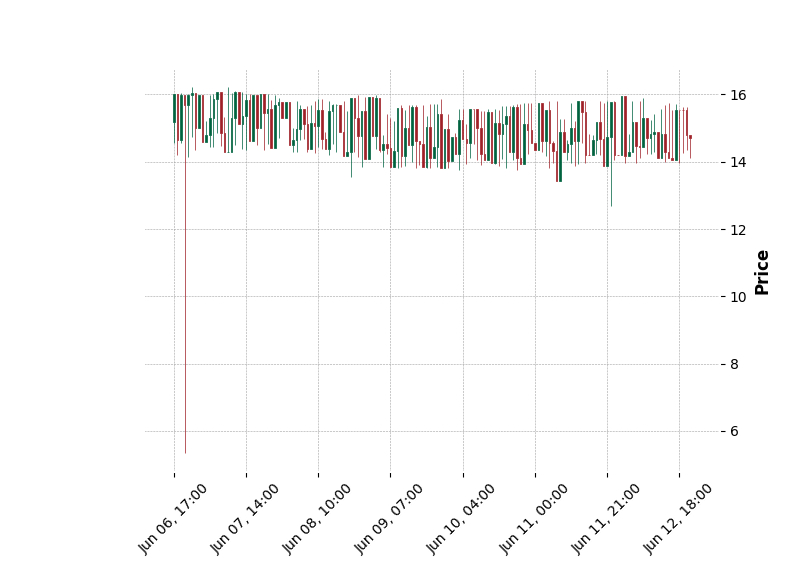 16
14
12
10
8
6
Price
Jun 06, 17:00
Jun 07, 14:00
Jun 08, 10:00
Jun 09, 07:00
Jun 10, 04:00
Jun 11, 00:00
Jun 11, 21:00
Jun 12, 18:00